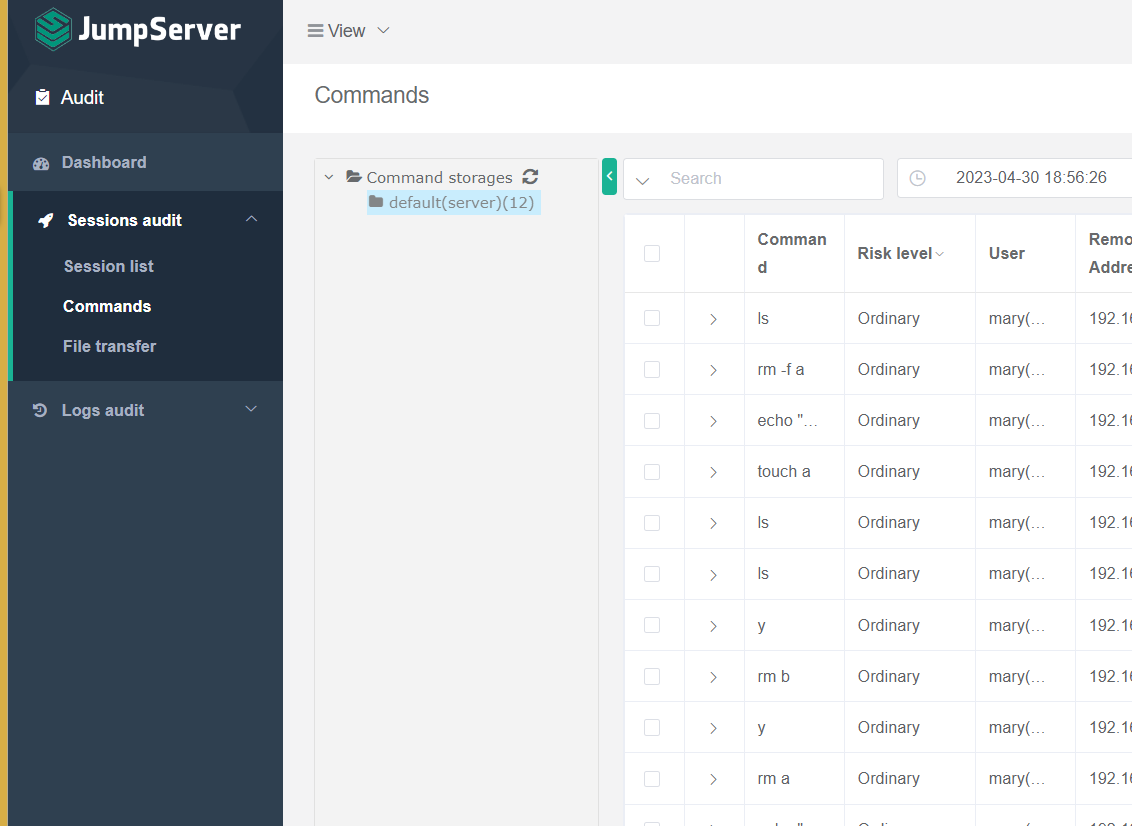 JumpServer
View
Audit
Commands
Dashboard
Command storages
Search
2023-04-30 18:56:26
default(server)(12)
Sessions audit
Session list
Commands
File transfer
Logs audit
Comman
d
Risk level
User
Remo
Addre
ls Ordinary mary(... 192.16
rm -f a Ordinary mary(... 192.16
echo "... Ordinary mary(... 192.16
touch a Ordinary mary(... 192.16
ls Ordinary mary(... 192.16
ls Ordinary mary(... 192.16
y Ordinary mary(... 192.16
rm b Ordinary mary(... 192.16
y Ordinary mary(... 192.16
rm a Ordinary mary(... 192.16